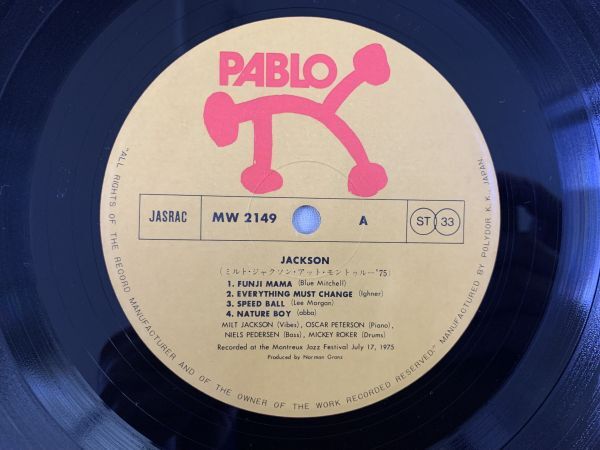 PABLO
JASRAC MW 2149 A ST 33
JACKSON
(ミルト・ジャクソン・アット・モントゥルー'75)
1. FUNJI MAMA (Blue Mitchell)
2. EVERYTHING MUST CHANGE (Ighner)
3. SPEED BALL (Lee Morgan)
4. NATURE BOY (abba)
MILT JACKSON (Vibes), OSCAR PETERSON (Piano),
NIELS PEDERSEN (Bass), MICKEY ROKER (Drums)
Recorded at the Montreux Jazz Festival July 17, 1975
Produced by Norman Granz
"ALL RIGHTS OF THE RECORD MANUFACTURER AND OF THE OWNER OF THE WORK RECORDED RESERVED." MANUFACTURED BY POLYDOR K.K., JAPAN